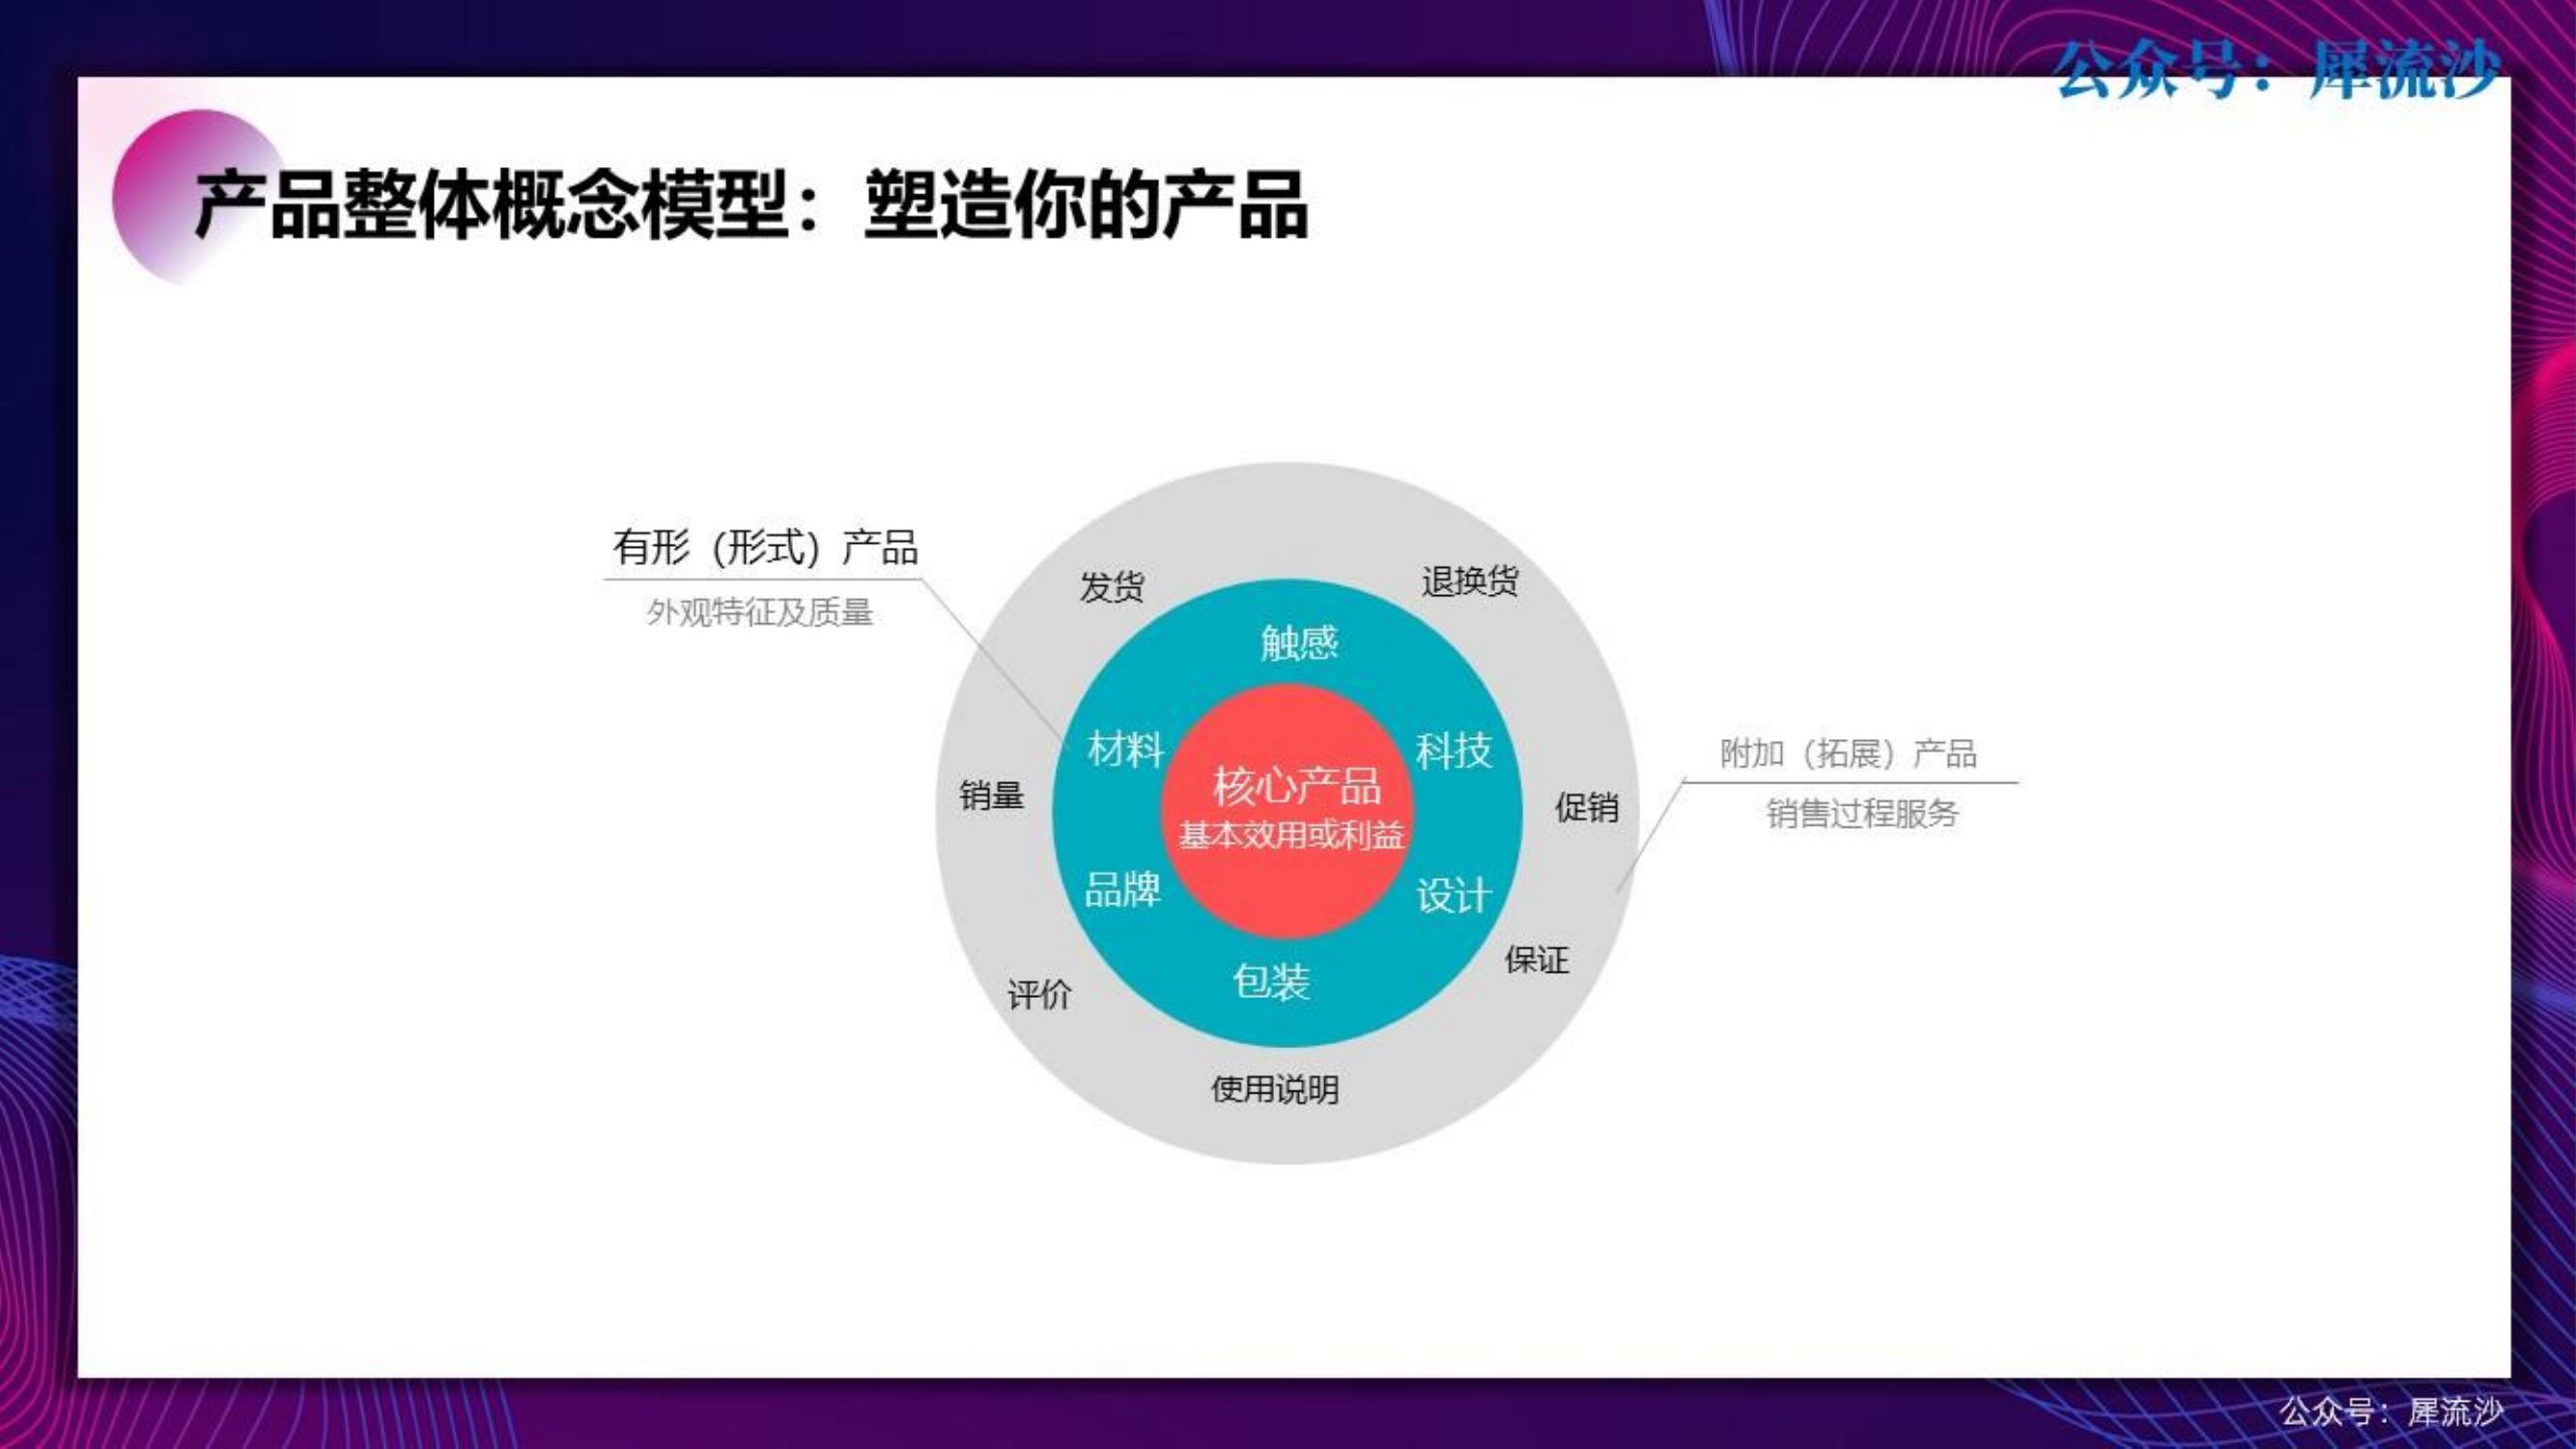 公众号：犀流沙
产品整体概念模型：塑造你的产品
有形（形式）产品
外观特征及质量
发货
退换货
触感
材料
科技
核心产品
基本效用或利益
销量
促销
附加（拓展）产品
销售过程服务
品牌
设计
保证
包装
评价
使用说明
公众号：犀流沙